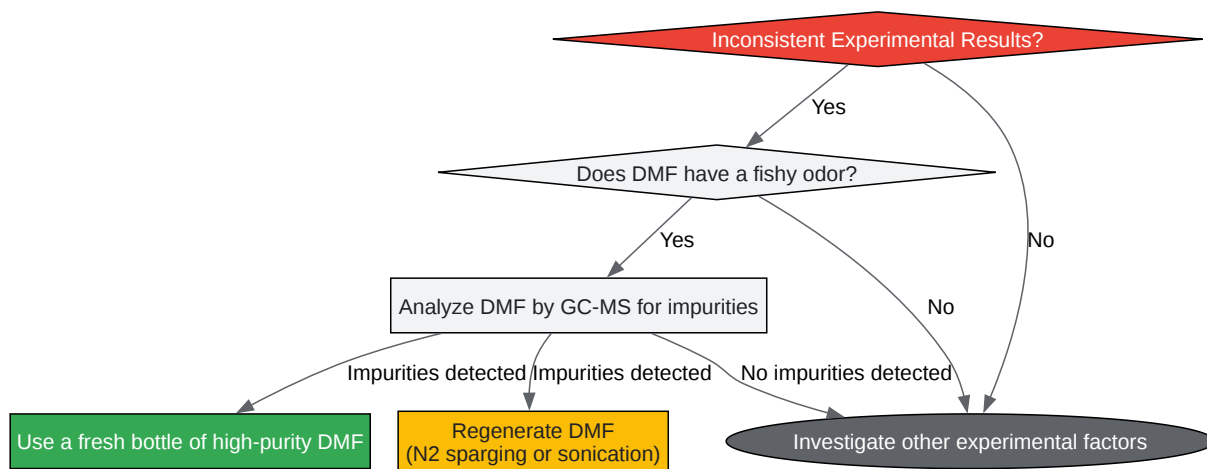 Inconsistent Experimental Results?
Yes
Does DMF have a fishy odor?
Yes
No
Analyze DMF by GC-MS for impurities
No
Impurities detected
Impurities detected
No impurities detected
Use a fresh bottle of high-purity DMF
Regenerate DMF
(N2 sparging or sonication)
Investigate other experimental factors